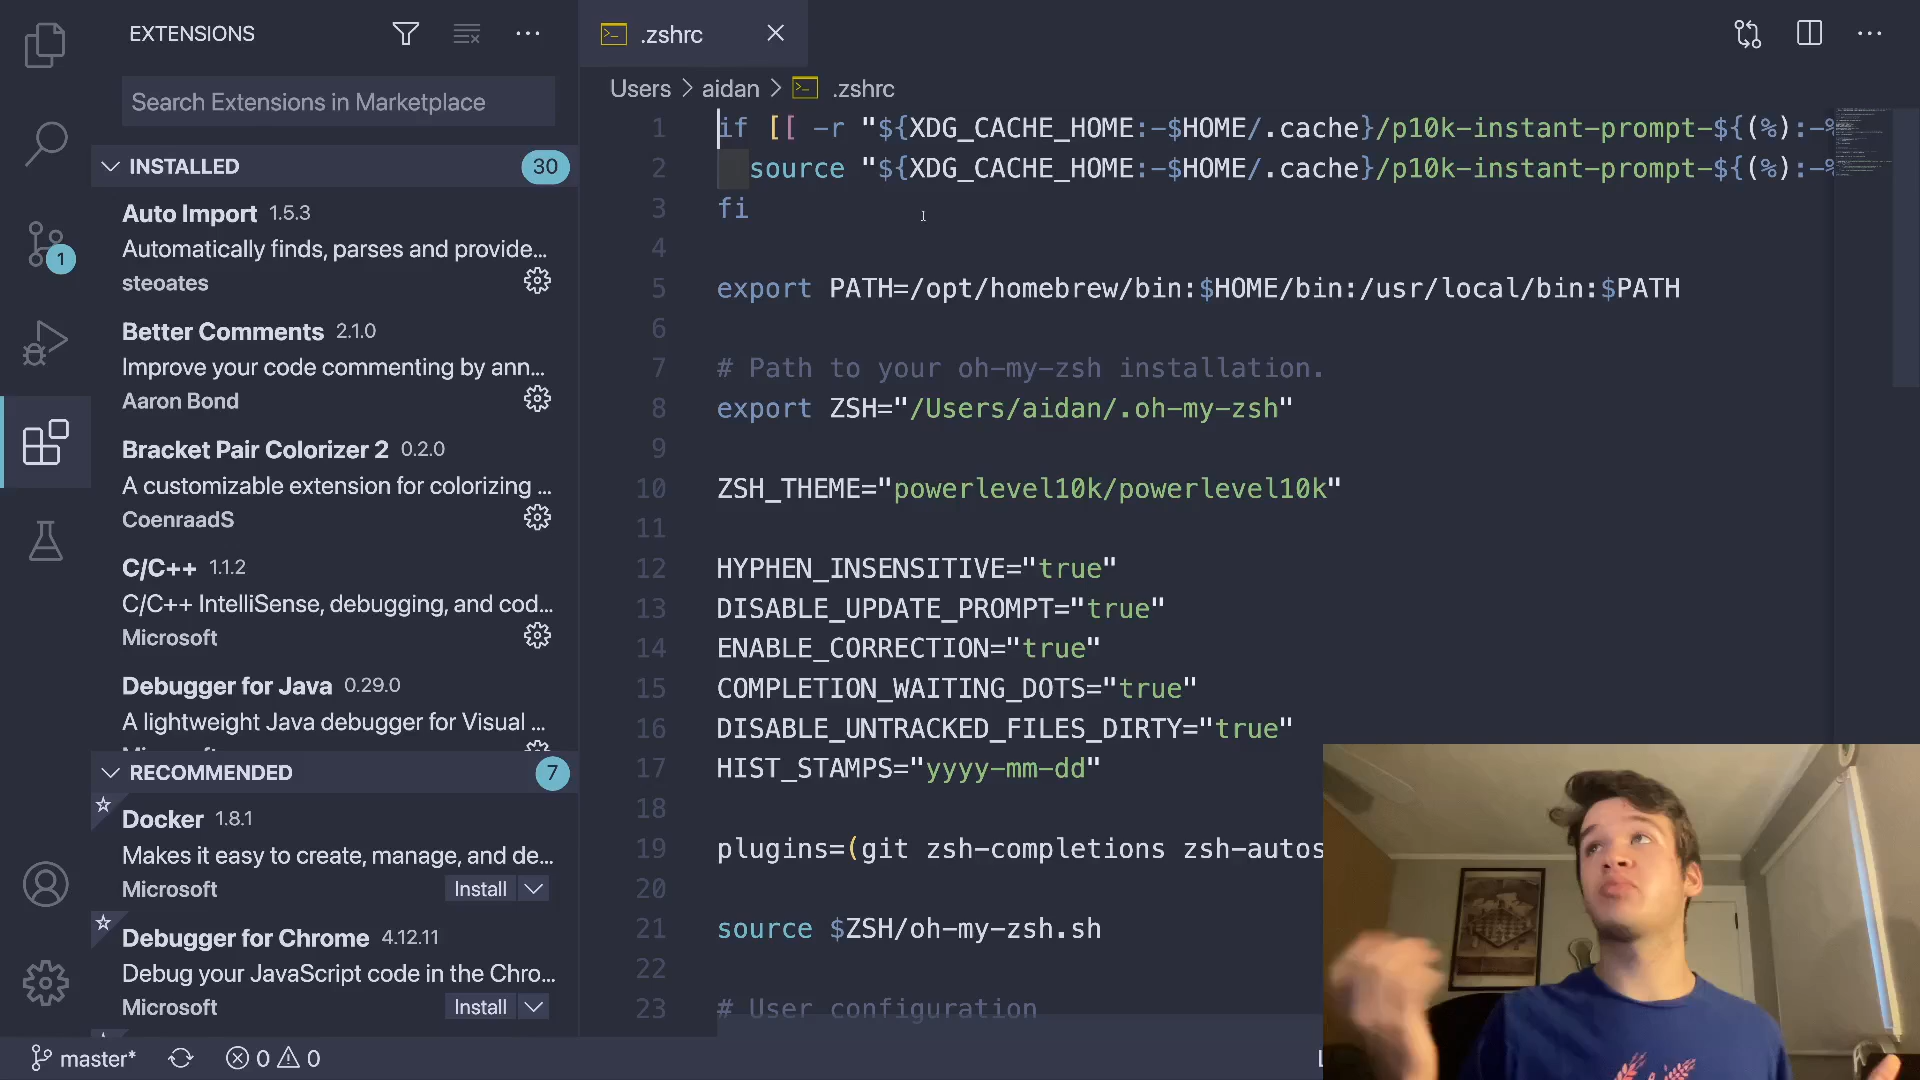 EXTENSIONS
Search Extensions in Marketplace
INSTALLED 30
Auto Import 1.5.3
Automatically finds, parses and provide...
steoates
Better Comments 2.1.0
Improve your code commenting by ann...
Aaron Bond
Bracket Pair Colorizer 2 0.2.0
A customizable extension for colorizing ...
CoenraadS
C/C++ 1.1.2
C/C++ IntelliSense, debugging, and cod...
Microsoft
Debugger for Java 0.29.0
A lightweight Java debugger for Visual ...
Microsoft
RECOMMENDED 7
Docker 1.8.1
Makes it easy to create, manage, and de...
Microsoft Install
Debugger for Chrome 4.12.11
Debug your JavaScript code in the Chro...
Microsoft Install
1
master* 0 0
.zshrc
Users > aidan > .zshrc
1 if [[ -r "${XDG_CACHE_HOME:-$HOME/.cache}/p10k-instant-prompt-${(%):-%
2 source "${XDG_CACHE_HOME:-$HOME/.cache}/p10k-instant-prompt-${(%):-%
3 fi
4
5 export PATH=/opt/homebrew/bin:$HOME/bin:/usr/local/bin:$PATH
6
7 # Path to your oh-my-zsh installation.
8 export ZSH="/Users/aidan/.oh-my-zsh"
9
10 ZSH_THEME="powerlevel10k/powerlevel10k"
11
12 HYPHEN_INSENSITIVE="true"
13 DISABLE_UPDATE_PROMPT="true"
14 ENABLE_CORRECTION="true"
15 COMPLETION_WAITING_DOTS="true"
16 DISABLE_UNTRACKED_FILES_DIRTY="true"
17 HIST_STAMPS="yyyy-mm-dd"
18
19 plugins=(git zsh-completions zsh-autos
20
21 source $ZSH/oh-my-zsh.sh
22
23 # User configuration